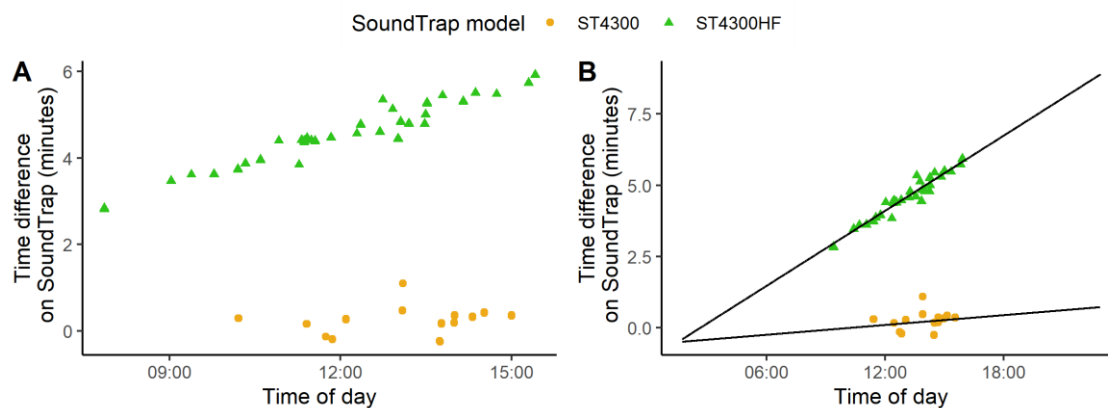 SoundTrap model ST4300 ST4300HF
A
Time difference
on SoundTrap (minutes)
6
4
2
0
09:00 12:00 15:00
Time of day
B
Time difference
on SoundTrap (minutes)
7.5
5.0
2.5
0.0
06:00 12:00 18:00
Time of day